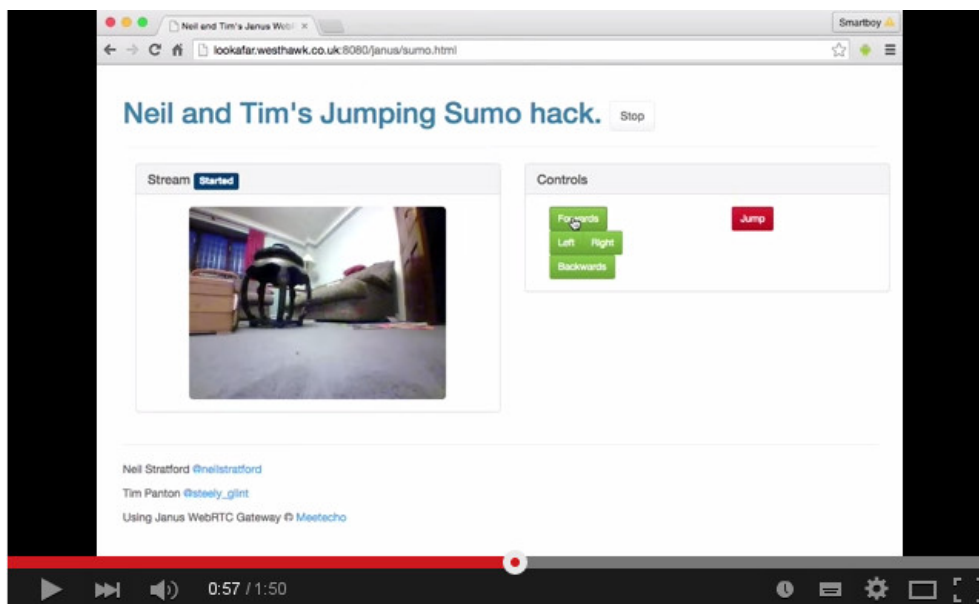 Neil and Tim's Janus Web
Smartboy
lookafar.westhawk.co.uk:8080/janus/sumo.html
Neil and Tim's Jumping Sumo hack. Stop
Stream Started
Controls
Forwards
Jump
Left Right
Backwards
Neil Stratford @neilstratford
Tim Panton @steely_glint
Using Janus WebRTC Gateway © Meetecho
0:57 / 1:50